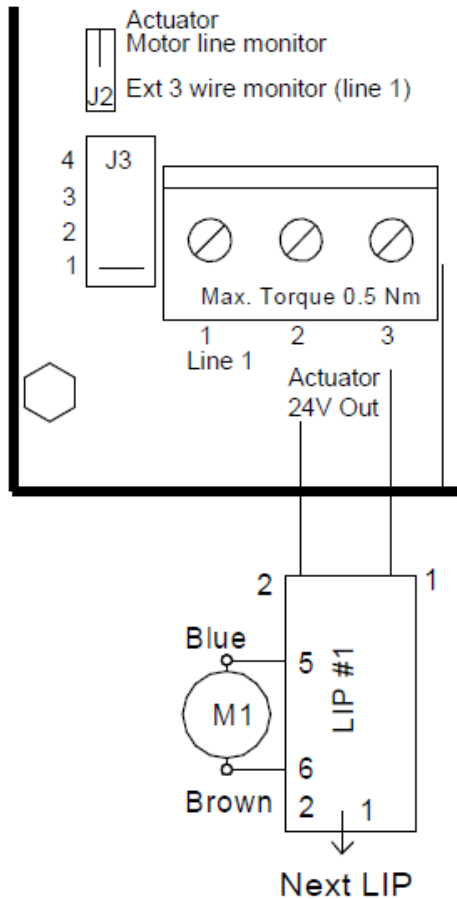 Actuator
Motor line monitor
J2 Ext 3 wire monitor (line 1)
4 J3
3
2
1
Max. Torque 0.5 Nm
1 2 3
Line 1
Actuator
24V Out
2 1
Blue
5
LIP #1
M1
6
Brown 2 1
Next LIP